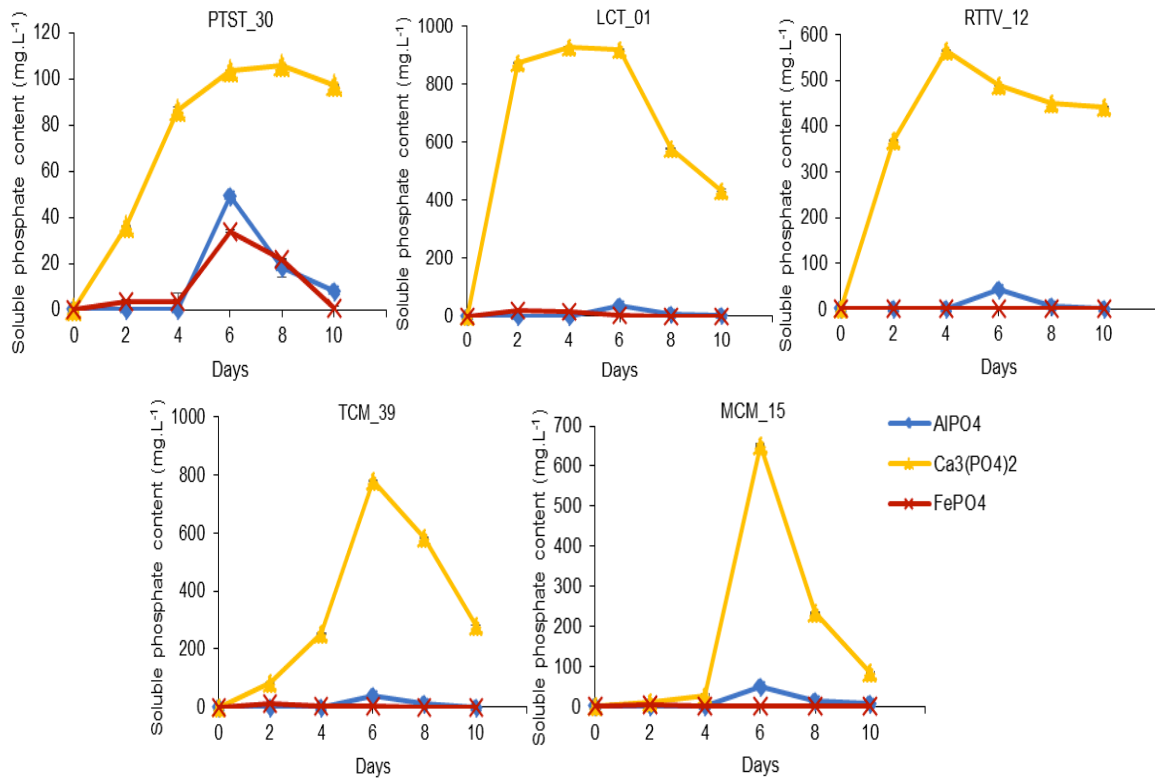 PTST_30
Soluble phosphate content (mg.L-1)
120
100
80
60
40
20
0
0 2 4 6 8 10
Days
LCT_01
Soluble phosphate content (mg.L-1)
1000
800
600
400
200
0
0 2 4 6 8 10
Days
RTTV_12
Soluble phosphate content (mg.L-1)
600
500
400
300
200
100
0
0 2 4 6 8 10
Days
TCM_39
Soluble phosphate content (mg.L-1)
1000
800
600
400
200
0
0 2 4 6 8 10
Days
MCM_15
Soluble phosphate content (mg.L-1)
700
600
500
400
300
200
100
0
0 2 4 6 8 10
Days
AlPO4
Ca3(PO4)2
FePO4